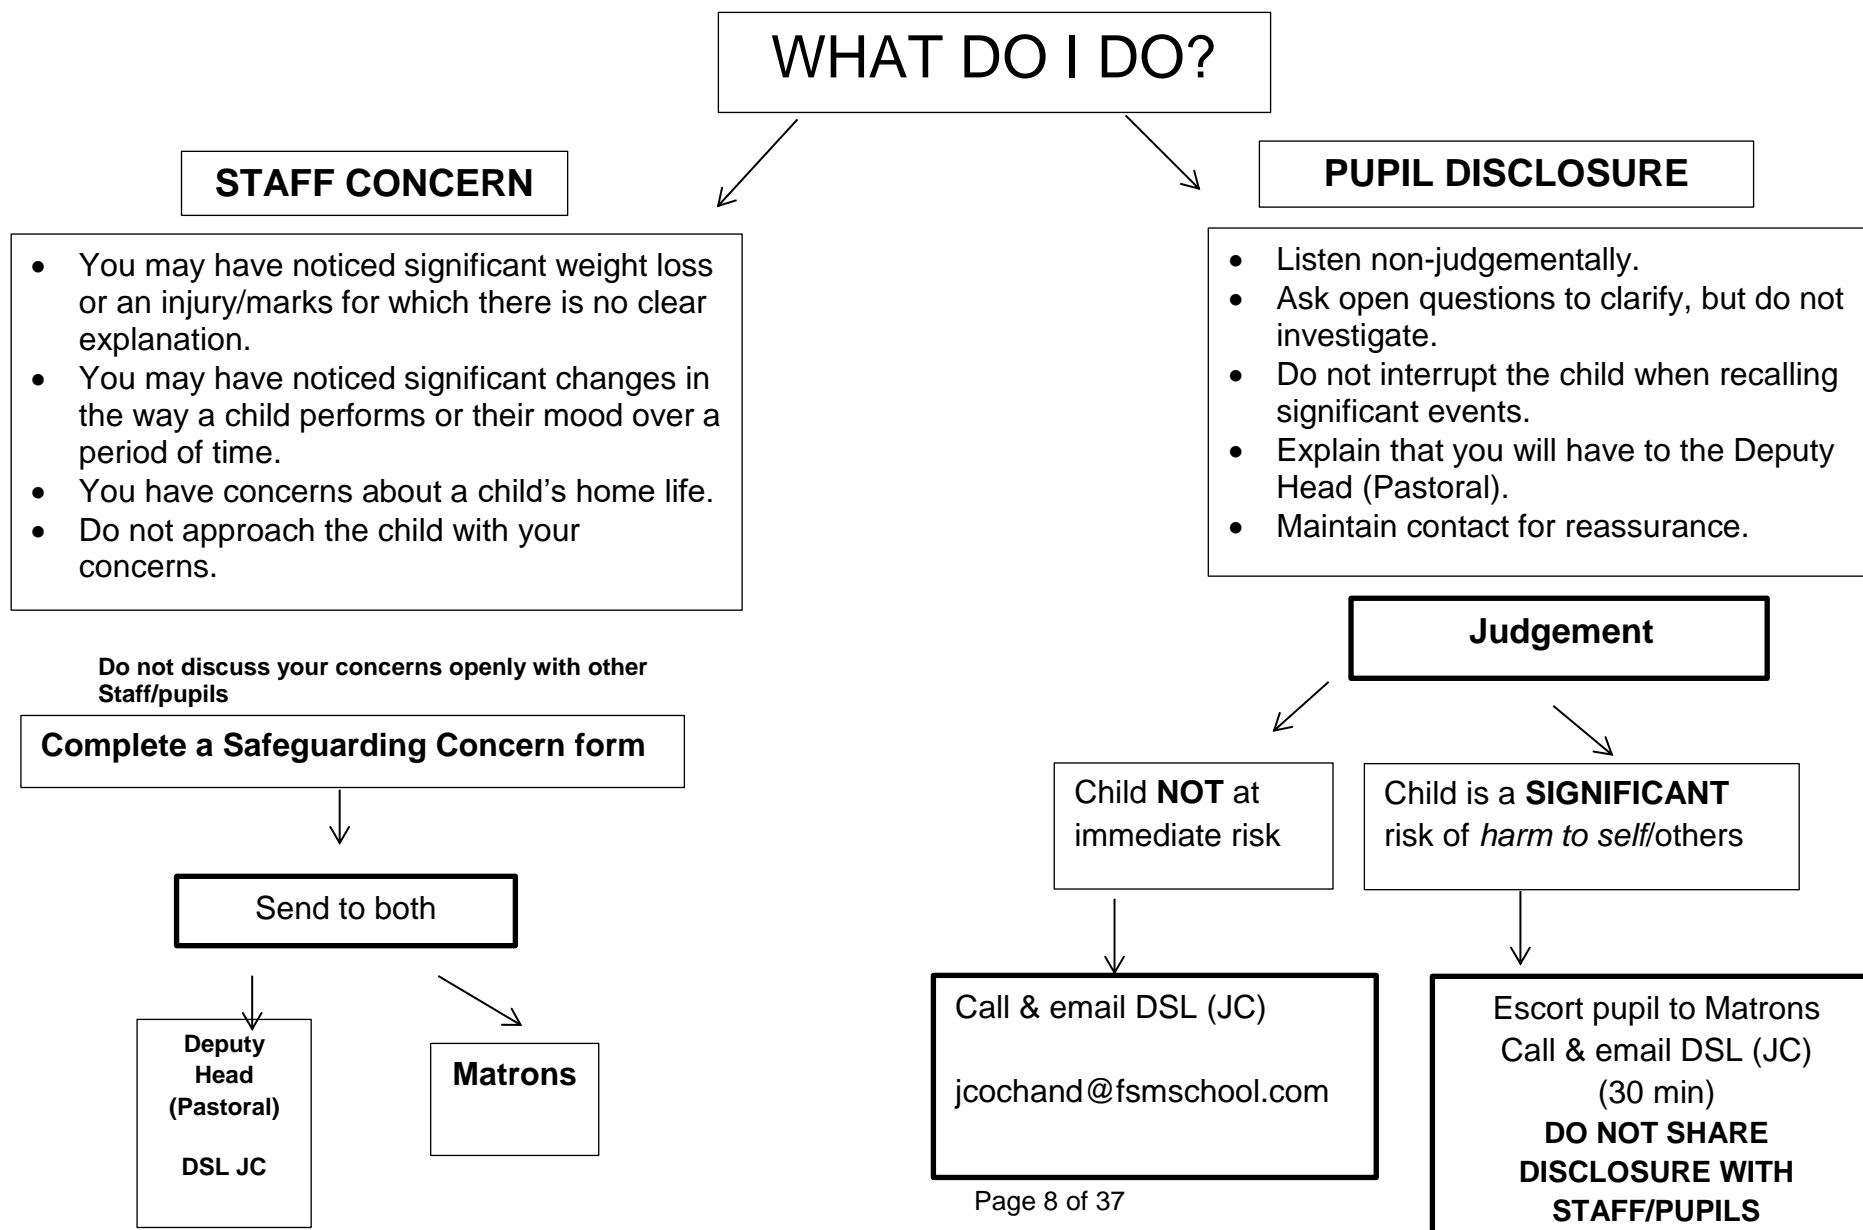 WHAT DO I DO?
STAFF CONCERN
• You may have noticed significant weight loss
or an injury/marks for which there is no clear
explanation.
• You may have noticed significant changes in
the way a child performs or their mood over a
period of time.
• You have concerns about a child's home life.
• Do not approach the child with your
concerns.
Do not discuss your concerns openly with other
Staff/pupils
Complete a Safeguarding Concern form
Send to both
Deputy
Head
(Pastoral)
DSL JC
Matrons
PUPIL DISCLOSURE
• Listen non-judgementally.
• Ask open questions to clarify, but do not
investigate.
• Do not interrupt the child when recalling
significant events.
• Explain that you will have to the Deputy
Head (Pastoral).
• Maintain contact for reassurance.
Judgement
Child NOT at
immediate risk
Call & email DSL (JC)
jcochand@fsmschool.com
Child is a SIGNIFICANT
risk of harm to self/others
Escort pupil to Matrons
Call & email DSL (JC)
(30 min)
DO NOT SHARE
DISCLOSURE WITH
STAFF/PUPILS
Page 8 of 37